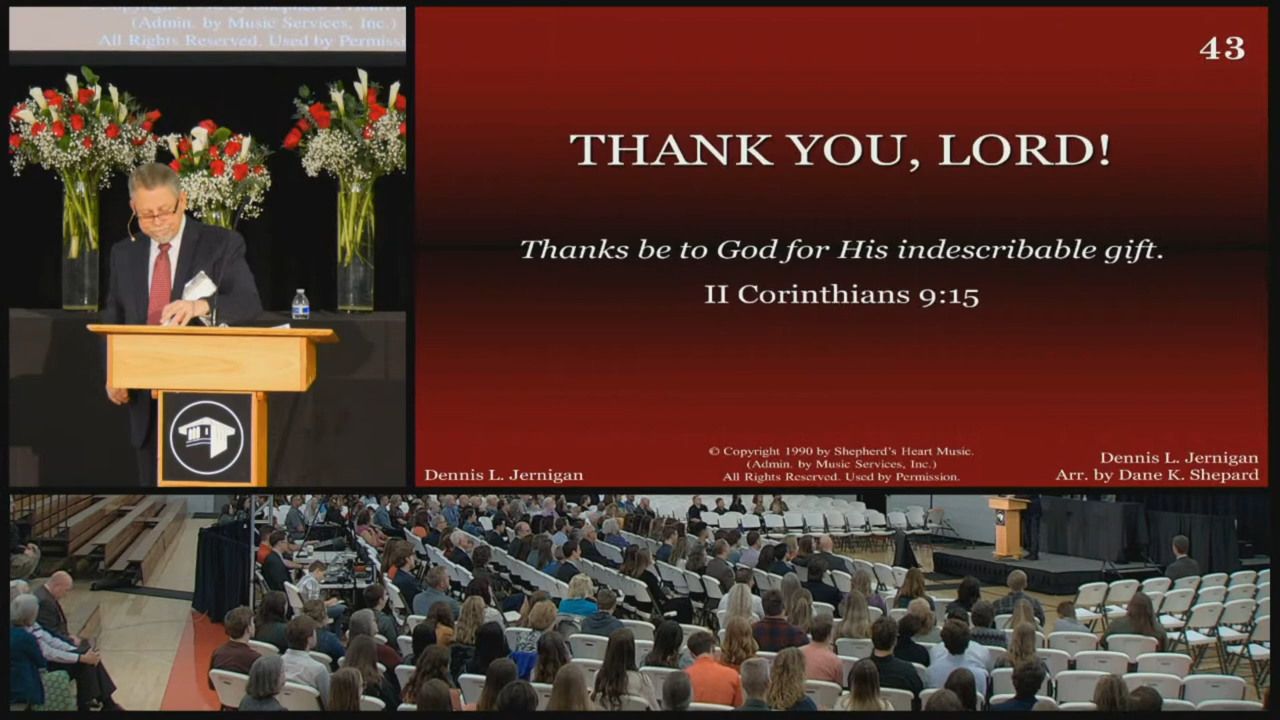 (Admin. by Music Services, Inc.)
All Rights Reserved. Used by
43
THANK YOU, LORD!
Thanks be to God for His indescribable gift.
II Corinthians 9:15
© Copyright 1990 by Shepherd's Heart Music.
(Admin. by Music Services, Inc.)
All Rights Reserved. Used by Permission.
Dennis L. Jernigan
Dennis L. Jernigan
Arr. by Dane K. Shepard